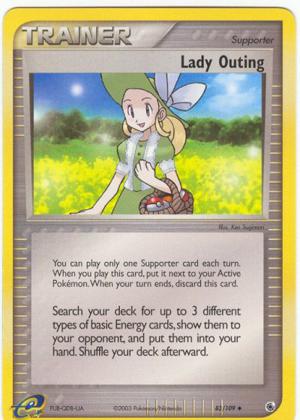 TRAINER
Supporter
Lady Outing
Illus. Ken Sugimori
You can play only one Supporter card each turn.
When you play this card, put it next to your Active
Pokémon. When your turn ends, discard this card.
Search your deck for up to 3 different
types of basic Energy cards, show them to
your opponent, and put them into your
hand. Shuffle your deck afterward.
e
©2003 Pokémon/Nintendo
83/109